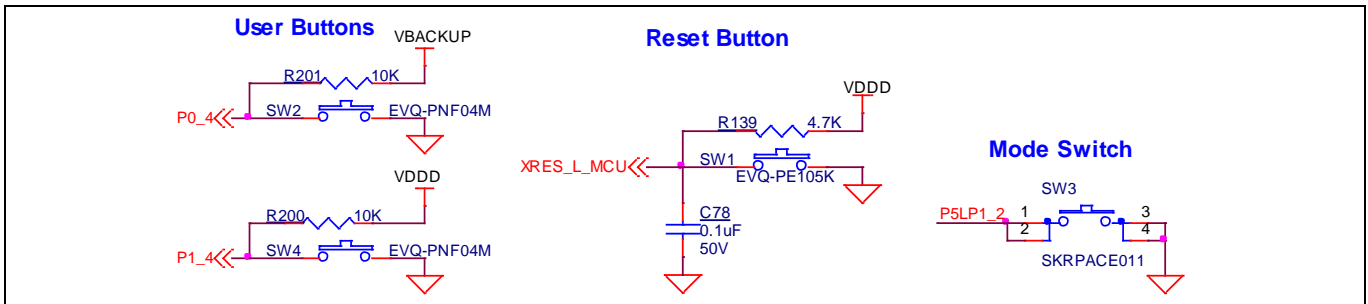 User Buttons
VBACKUP
R201 10K
P0_4 SW2 EVQ-PNF04M
VDDD
R200 10K
P1_4 SW4 EVQ-PNF04M
Reset Button
VDDD
R139 4.7K
XRES_L_MCU SW1
EVQ-PE105K
C78
0.1uF
50V
Mode Switch
SW3
P5LP1_2 1 3
2 4
SKRPACE011